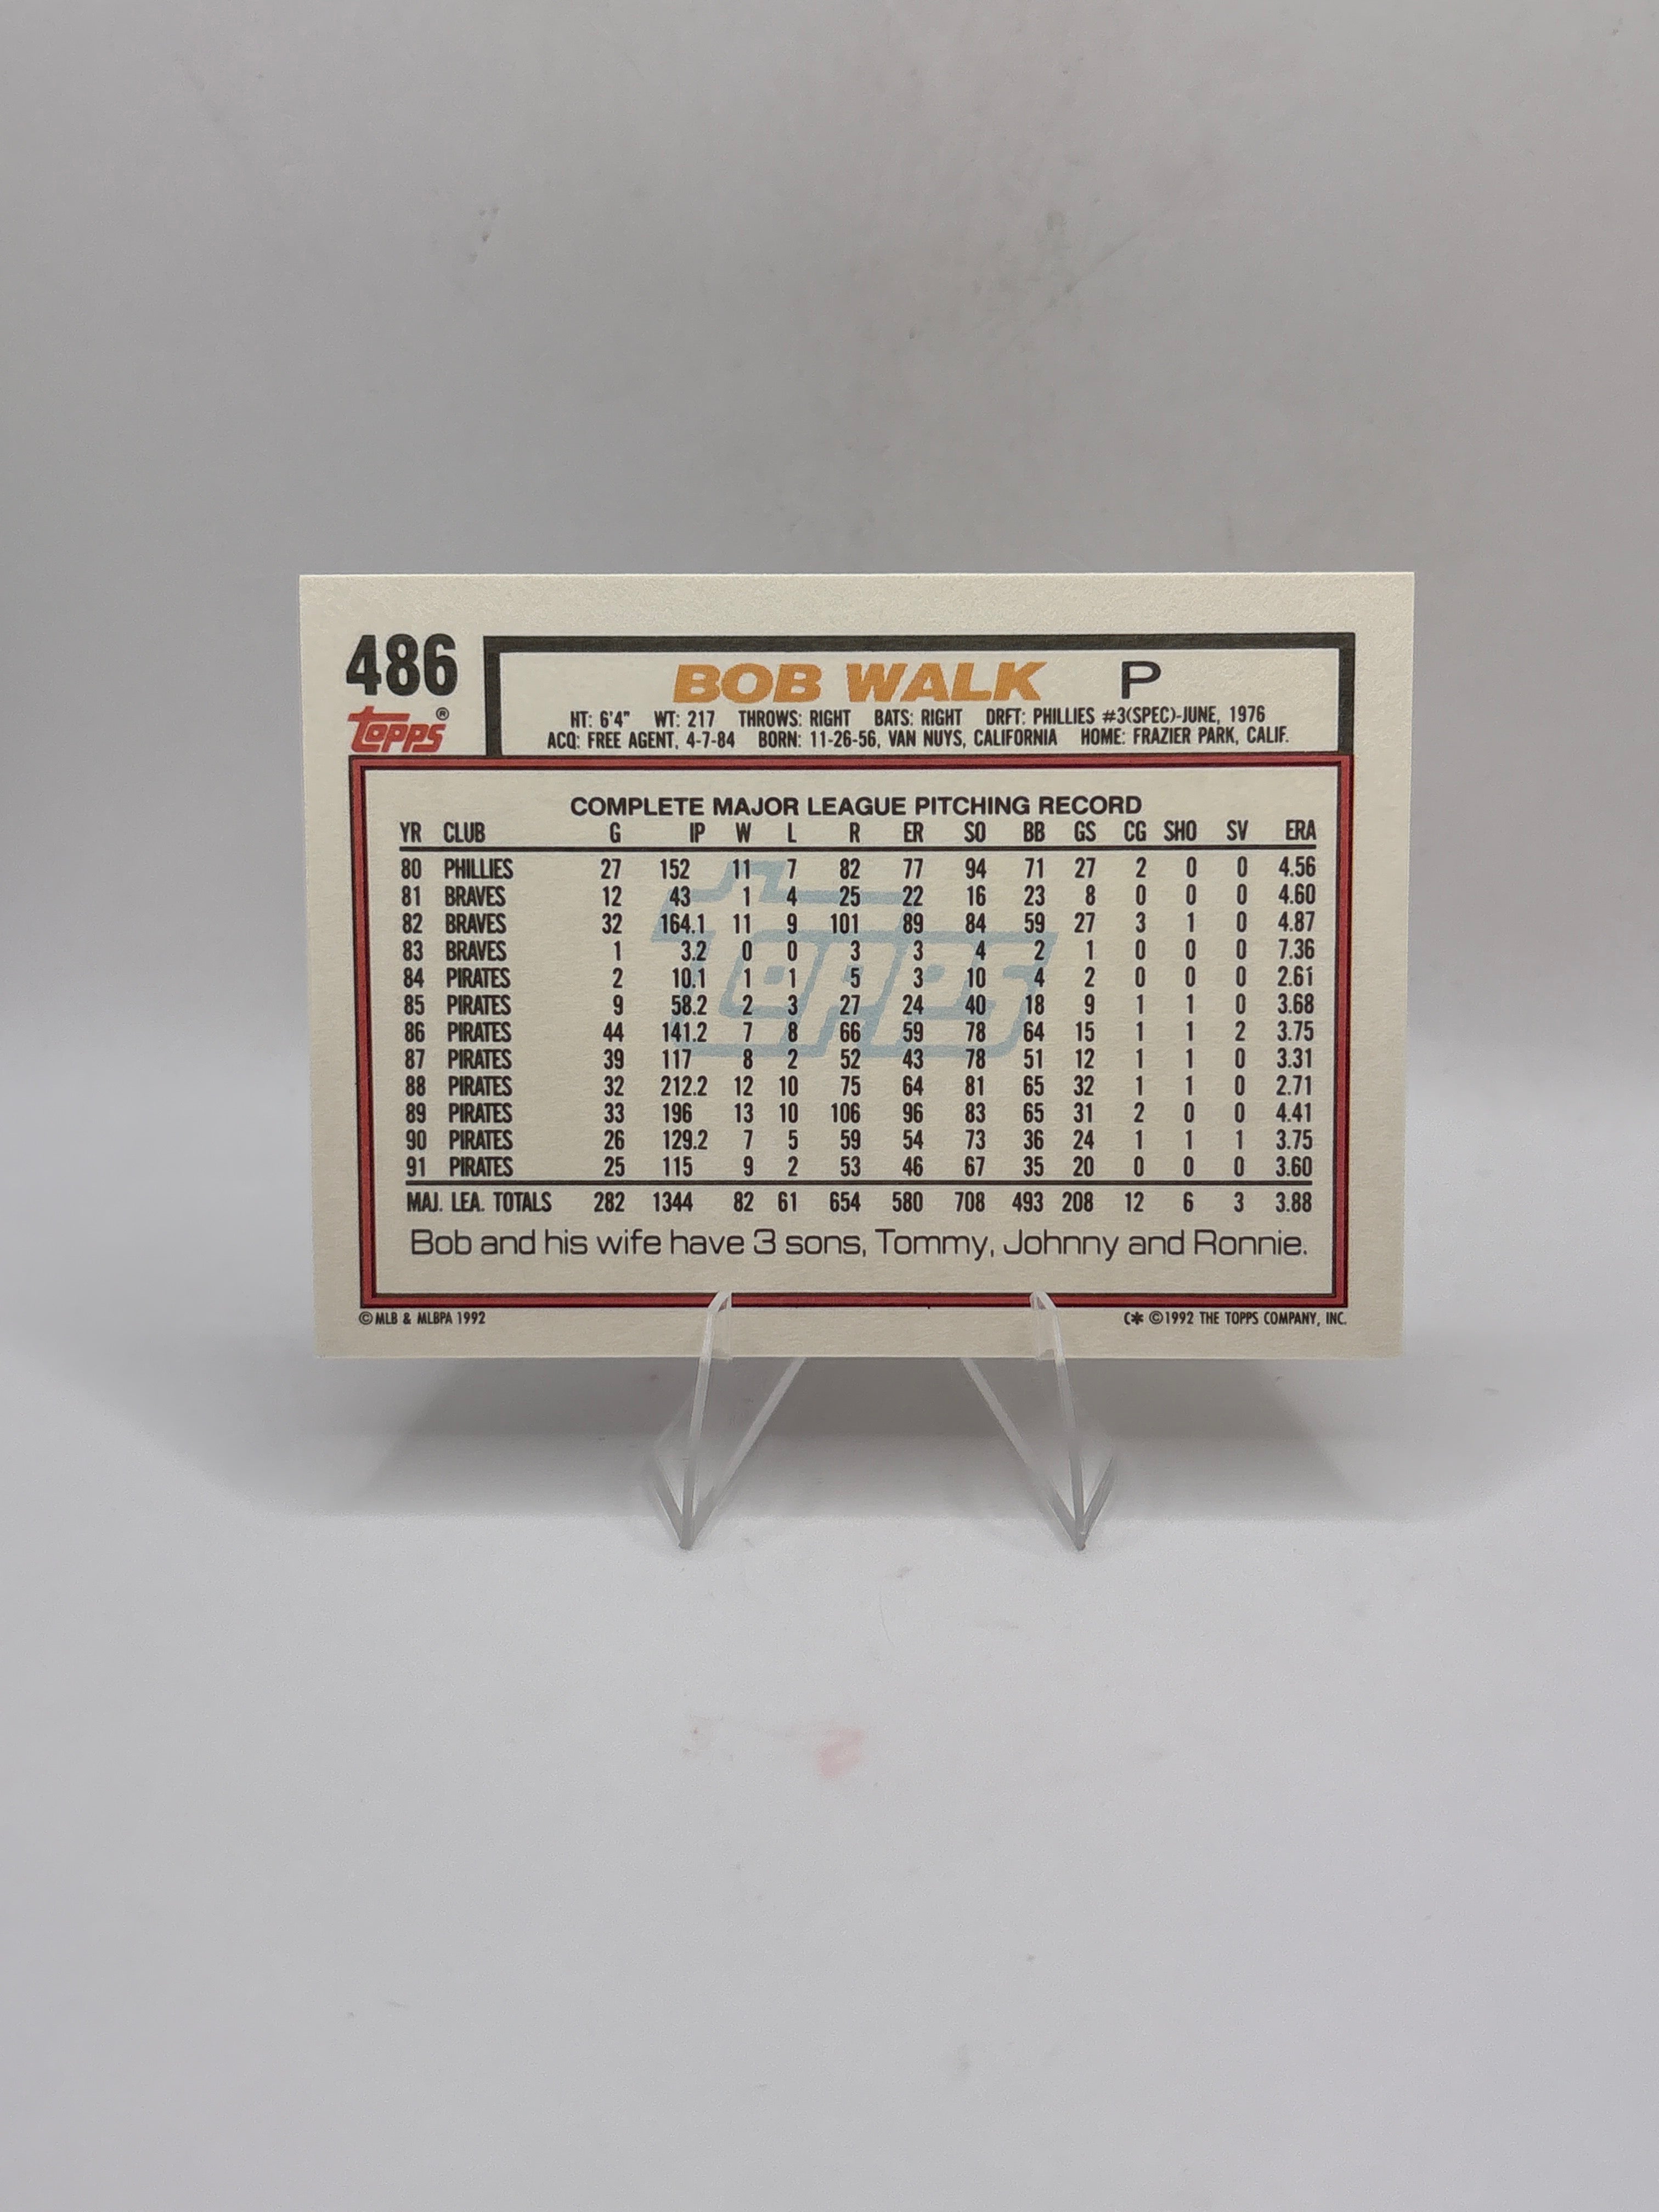 486
BOB WALK P
Topps®
HT: 6'4" WT: 217 THROWS: RIGHT BATS: RIGHT DRFT: PHILLIES #3(SPEC)-JUNE, 1976
ACQ: FREE AGENT, 4-7-84 BORN: 11-26-56, VAN NUYS, CALIFORNIA HOME: FRAZIER PARK, CALIF.
COMPLETE MAJOR LEAGUE PITCHING RECORD
YR CLUB G IP W L R ER SO BB GS CG SHO SV ERA
80 PHILLIES 27 152 11 7 82 77 94 71 27 2 0 0 4.56
81 BRAVES 12 43 1 4 25 22 16 23 8 0 0 0 4.60
82 BRAVES 32 164.1 11 9 101 89 84 59 27 3 1 0 4.87
83 BRAVES 1 3.2 0 0 3 3 4 2 1 0 0 0 7.36
84 PIRATES 2 10.1 1 1 5 3 10 4 2 0 0 0 2.61
85 PIRATES 9 58.2 2 3 27 24 40 18 9 1 1 0 3.68
86 PIRATES 44 141.2 7 8 66 59 78 64 15 1 1 2 3.75
87 PIRATES 39 117 8 2 52 43 78 51 12 1 1 0 3.31
88 PIRATES 32 212.2 12 10 75 64 81 65 32 1 1 0 2.71
89 PIRATES 33 196 13 10 106 96 83 65 31 2 0 0 4.41
90 PIRATES 26 129.2 7 5 59 54 73 36 24 1 1 1 3.75
91 PIRATES 25 115 9 2 53 46 67 35 20 0 0 0 3.60
MAJ. LEA. TOTALS 282 1344 82 61 654 580 708 493 208 12 6 3 3.88
Topps
Bob and his wife have 3 sons, Tommy, Johnny and Ronnie.
© MLB & MLBPA 1992
C* ©1992 THE TOPPS COMPANY, INC.